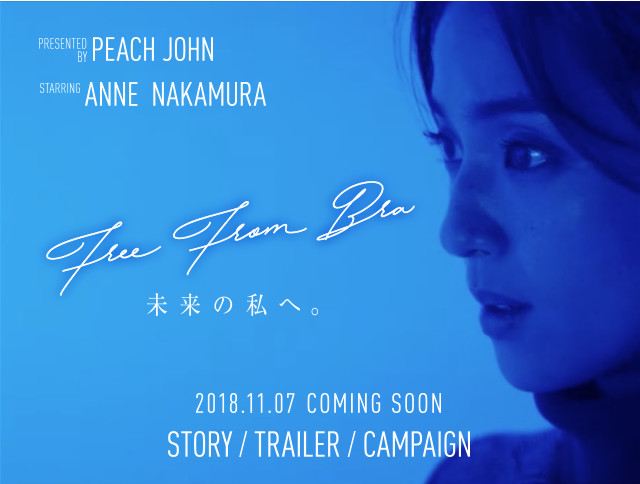 PRESENTED BY PEACH JOHN
STARRING ANNE NAKAMURA
Free From Bra
未来の私へ。
2018.11.07 COMING SOON
STORY / TRAILER / CAMPAIGN